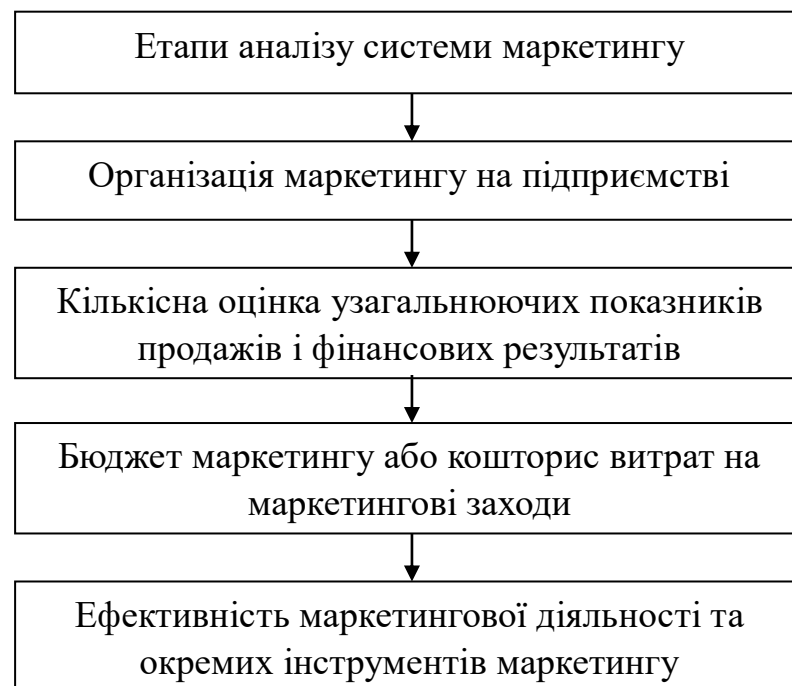 Етапи аналізу системи маркетингу
Організація маркетингу на підприємстві
Кількісна оцінка узагальнюючих показників
продажів і фінансових результатів
Бюджет маркетингу або кошторис витрат на
маркетингові заходи
Ефективність маркетингової діяльності та
окремих інструментів маркетингу